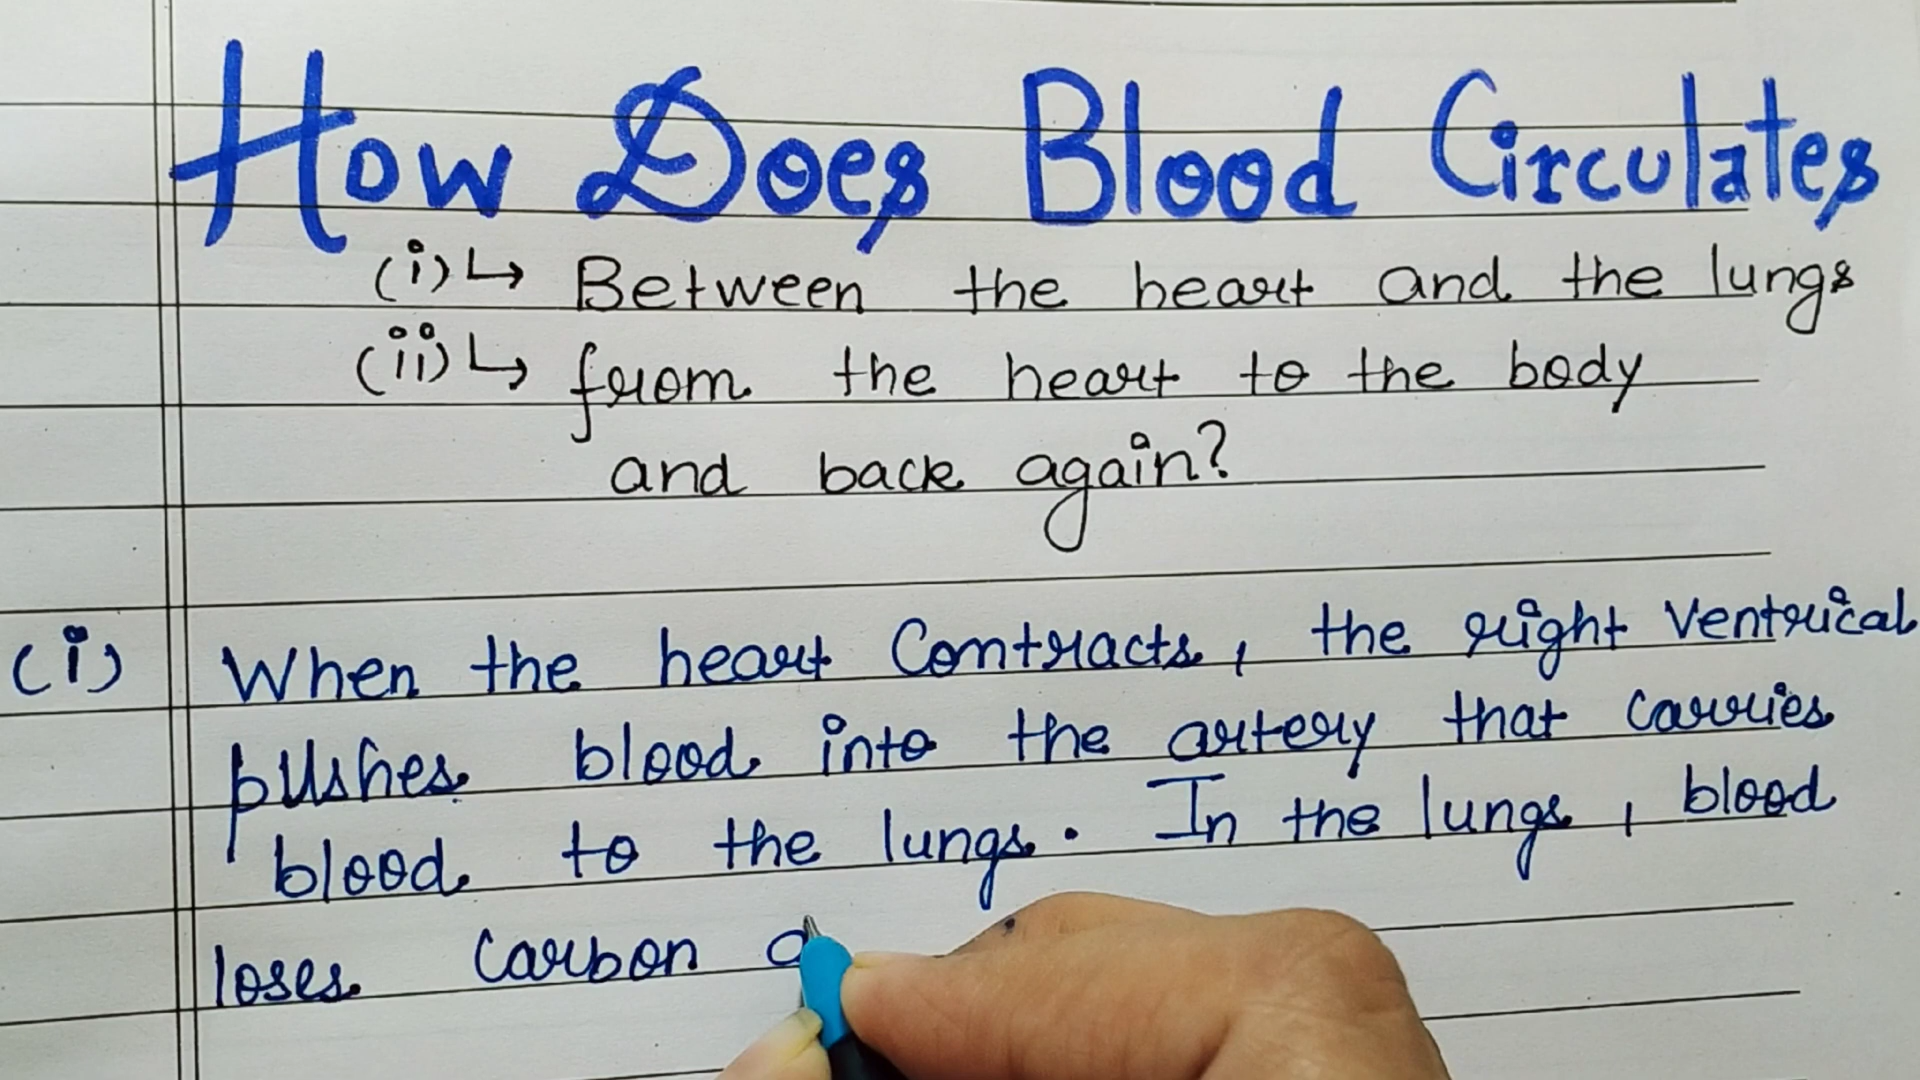 How Does Blood Circulates
(i) ↳ Between the heart and the lungs
(ii) ↳ from the heart to the body
and back again?
(i) When the heart Contracts, the right Ventrical
pushes blood into the artery that carries
blood to the lungs. In the lungs, blood
loses carbon